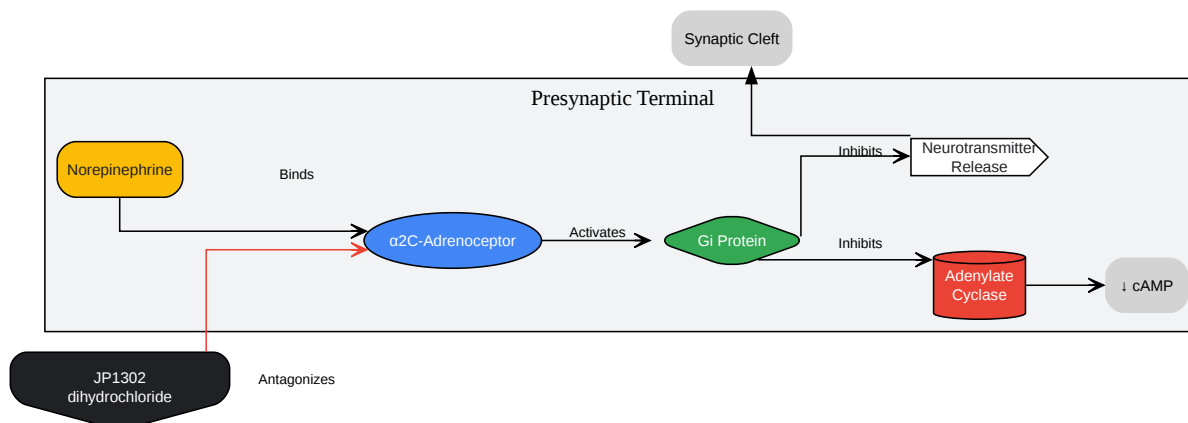 Synaptic Cleft
Presynaptic Terminal
Norepinephrine
Binds
Inhibits
Neurotransmitter
Release
α2C-Adrenoceptor
Activates
Gi Protein
Inhibits
Adenylate
Cyclase
↓ cAMP
JP1302
dihydrochloride
Antagonizes